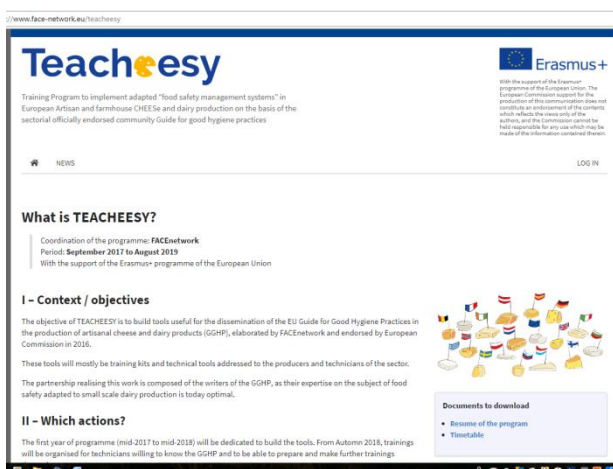 ://www.face-network.eu/teacheesy
Teacheesy
Training Program to implement adapted "food safety management systems" in
European Artisan and farmhouse CHEESe and dairy production on the basis of the
sectorial officially endorsed community Guide for good hygiene practices
Erasmus+
With the support of the Erasmus+
programme of the European Union. The
European Commission support for the
production of this communication does not
constitute an endorsement of the contents
which reflects the views only of the
authors, and the Commission cannot be
held responsible for any use which may be
made of the information contained therein.
NEWS
LOG IN
What is TEACHEESY?
Coordination of the programme: FACEnetwork
Period: September 2017 to August 2019
With the support of the Erasmus+ programme of the European Union
I – Context / objectives
The objective of TEACHEESY is to build tools useful for the dissemination of the EU Guide for Good Hygiene Practices in
the production of artisanal cheese and dairy products (GGHP), elaborated by FACEnetwork and endorsed by European
Commission in 2016.
These tools will mostly be training kits and technical tools addressed to the producers and technicians of the sector.
The partnership realising this work is composed of the writers of the GGHP, as their expertise on the subject of food
safety adapted to small scale dairy production is today optimal.
II – Which actions?
The first year of programme (mid-2017 to mid-2018) will be dedicated to build the tools. From Automn 2018, trainings
will be organised for technicians willing to know the GGHP and to be able to prepare and make further trainings
Documents to download
Resume of the program
Timetable